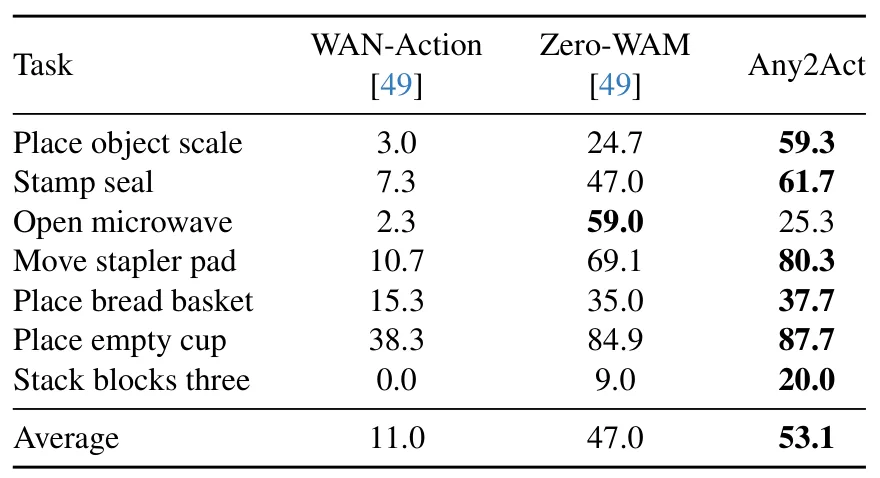 Task WAN-Action [49] Zero-WAM [49] Any2Act
Place object scale 3.0 24.7 59.3
Stamp seal 7.3 47.0 61.7
Open microwave 2.3 59.0 25.3
Move stapler pad 10.7 69.1 80.3
Place bread basket 15.3 35.0 37.7
Place empty cup 38.3 84.9 87.7
Stack blocks three 0.0 9.0 20.0
Average 11.0 47.0 53.1